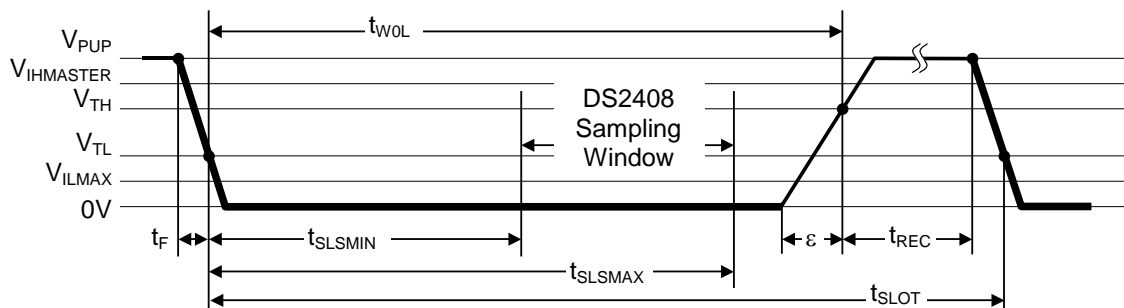 tW0L
VPUP
VIHMASTER
VTH
VTL
VILMAX
0V
DS2408
Sampling
Window
tF
tSLSMIN
ε
tREC
tSLSMAX
tSLOT